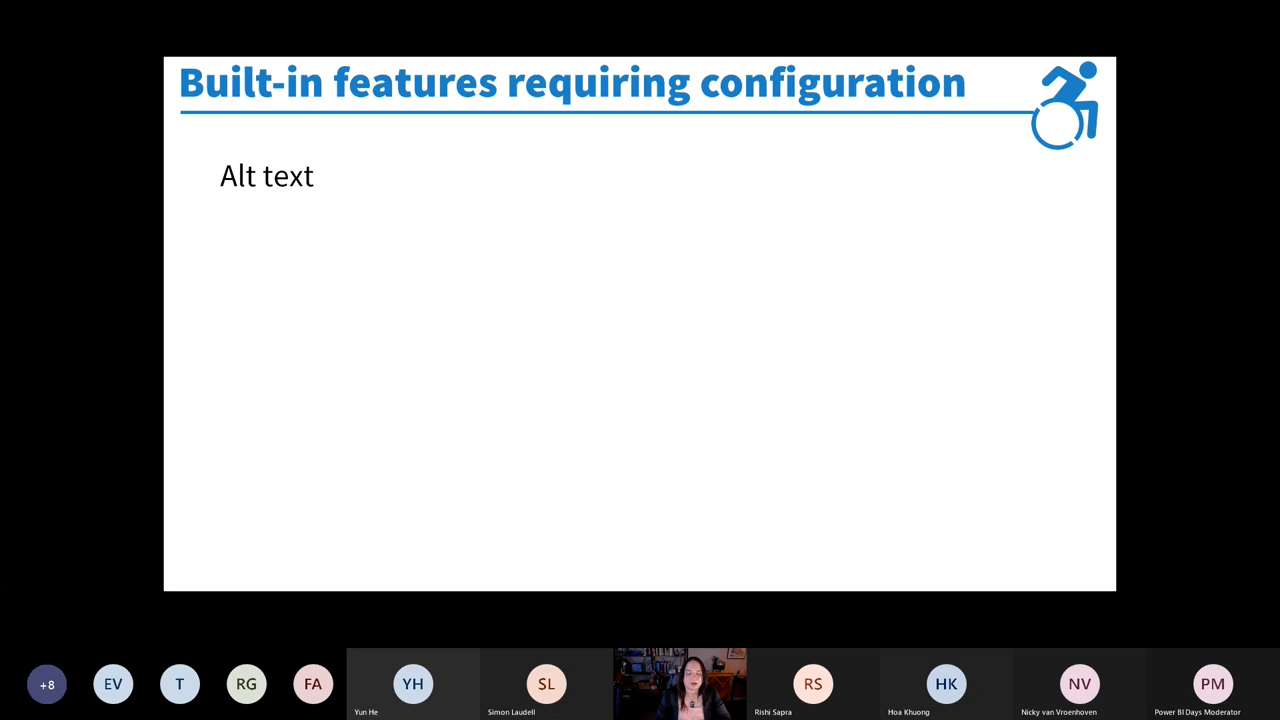 Built-in features requiring configuration
Alt text
+8
EV
T
RG
FA
YH
SL
RS
HK
NV
PM
Yun He
Simon Laudell
Rishi Sapra
Hoa Khuong
Nicky van Vroenhoven
Power BI Days Moderator